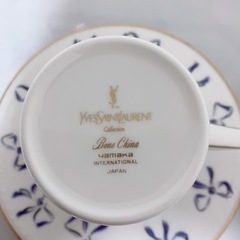 YSL
YVESSAINTLAURENT
Collection
Bone China
YAMAKA
INTERNATIONAL
JAPAN